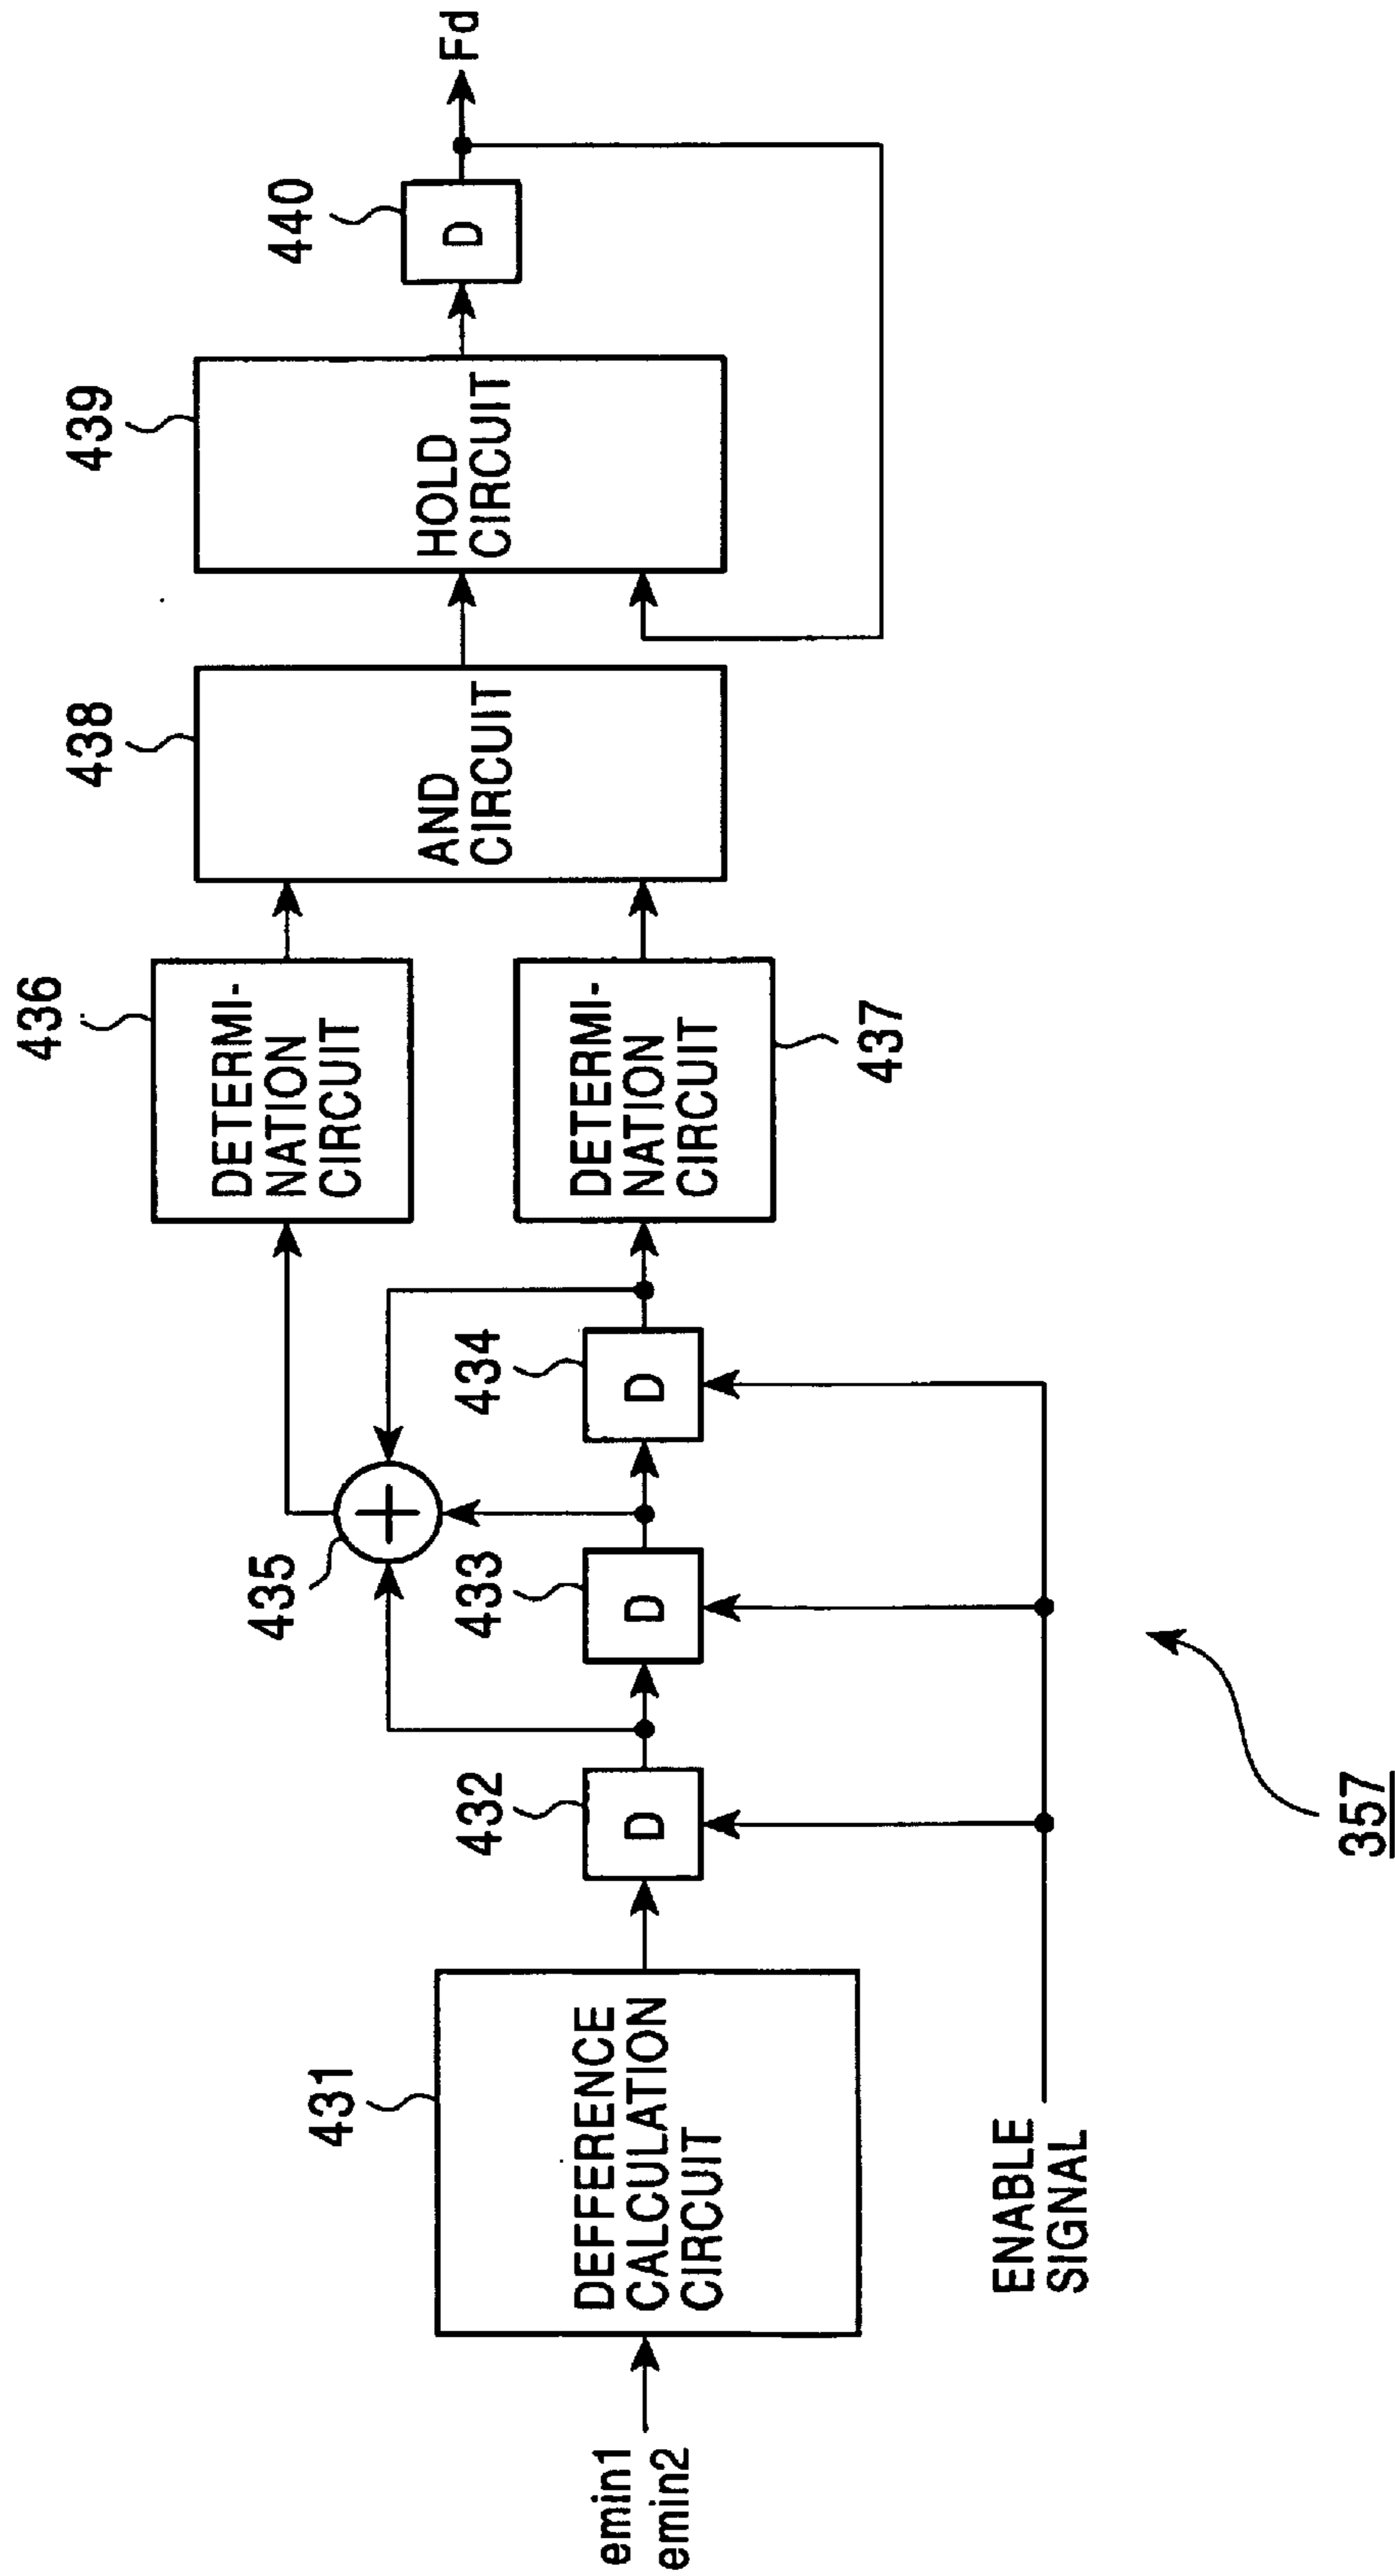 emin1
emin2
431
DEFFERENCE
CALCULATION
CIRCUIT
ENABLE
SIGNAL
432
D
433
D
434
D
435
+
436
DETERMI-
NATION
CIRCUIT
437
DETERMI-
NATION
CIRCUIT
438
AND
CIRCUIT
439
HOLD
CIRCUIT
440
D
Fd
357